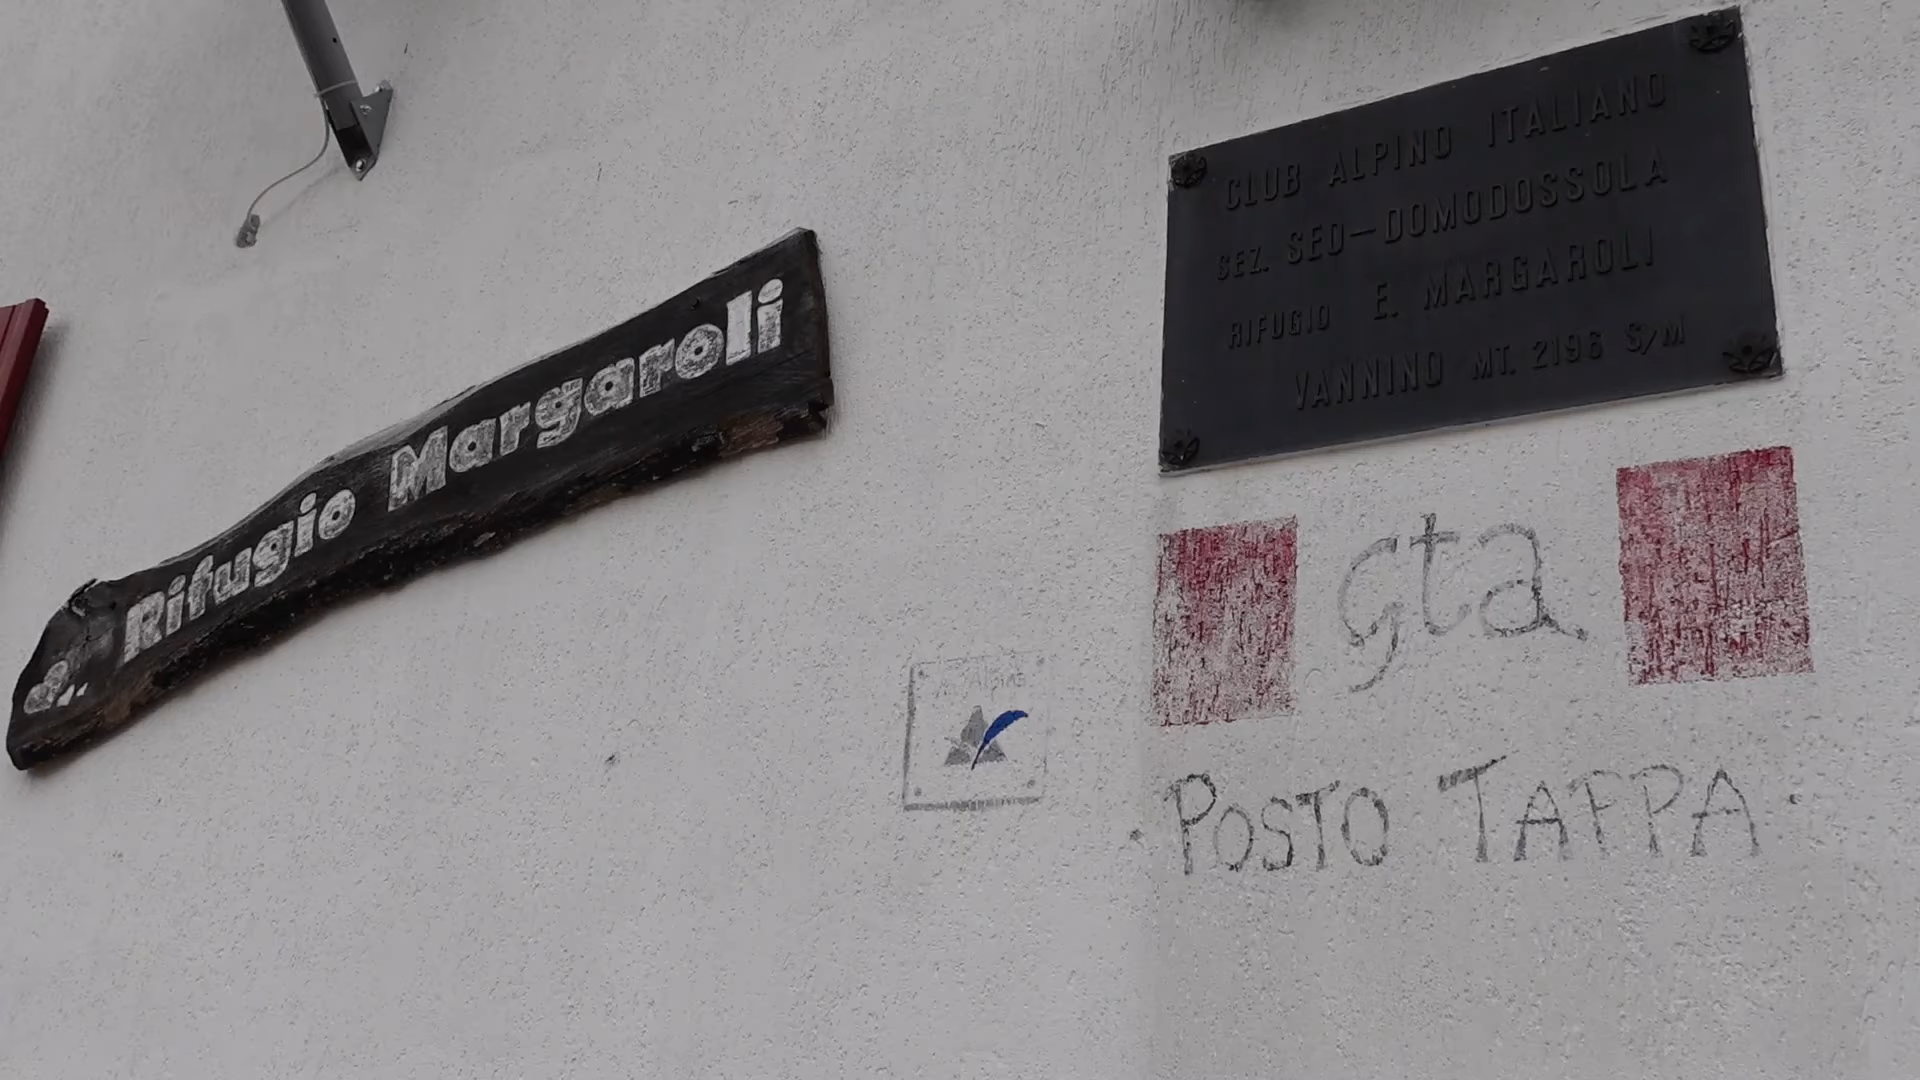 Rifugio Margaroli
CLUB ALPINO ITALIANO
SEZ. SEO-DOMODOSSOLA
RIFUGIO E. MARGAROLI
VANNINO MT. 2196 S/M
gta
POSTO TAPPA